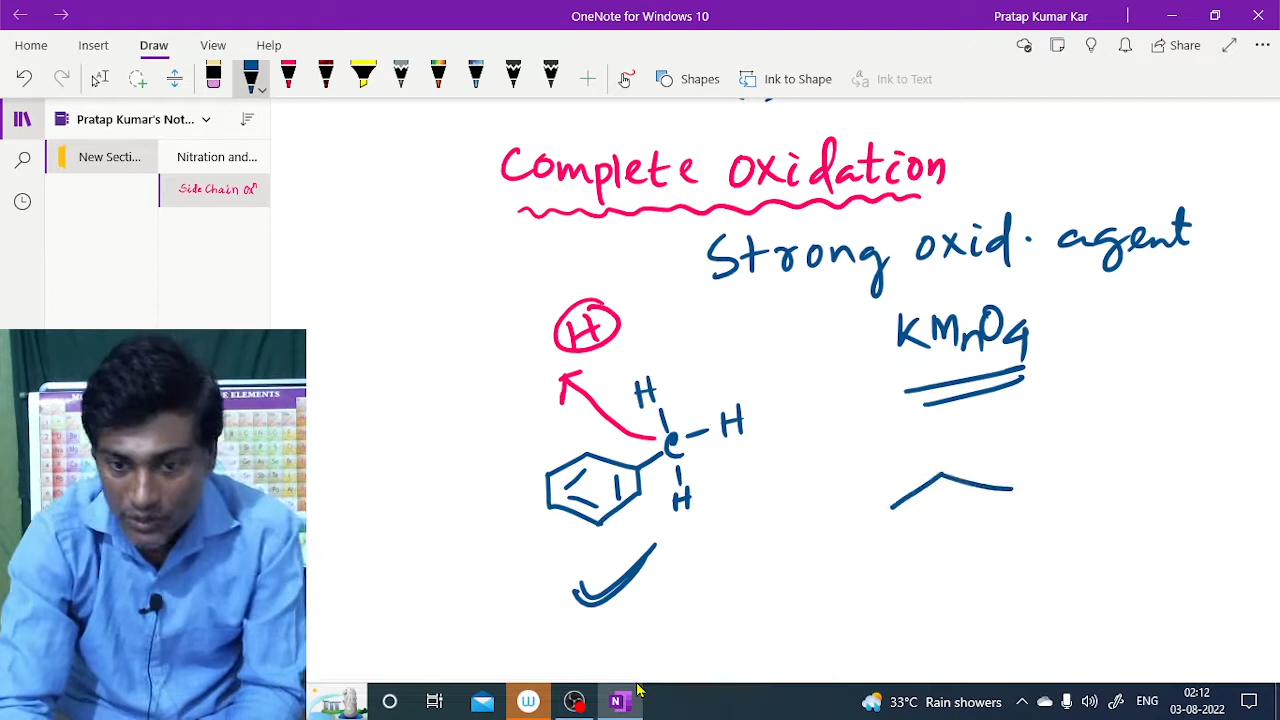 OneNote for Windows 10
Pratap Kumar Kar
Home Insert Draw View Help
Share
Shapes Ink to Shape Ink to Text
Pratap Kumar's Not...
New Secti... Nitration and...
Side Chain Oxⁿ
Complete Oxidation
Strong oxid. agent
H
KMnO4
H
H
C
H
ELEMENTS
33°C Rain showers ENG 02:12
03-08-2022